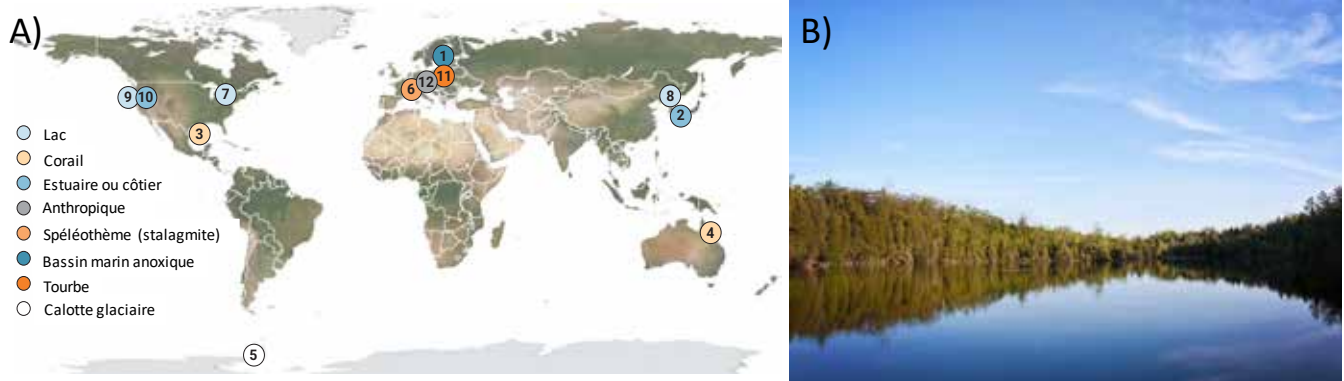 A)
B)
1
12
11
6
9
10
7
8
2
3
4
5
Lac
Corail
Estuaire ou côtier
Anthropique
Spéléothème (stalagmite)
Bassin marin anoxique
Tourbe
Calotte glaciaire